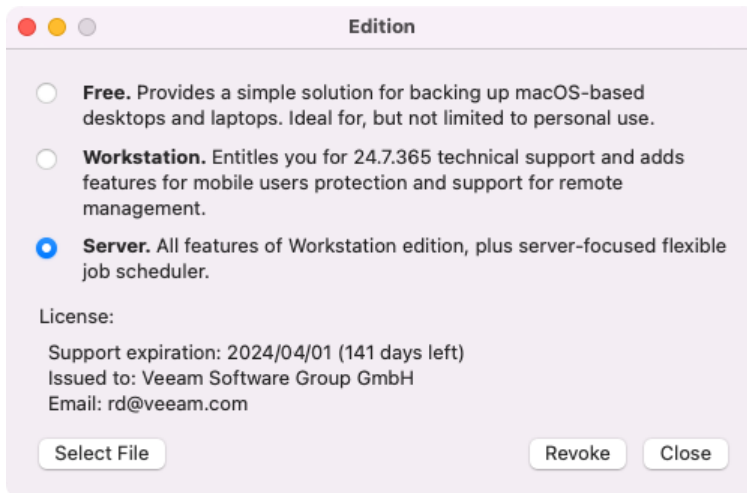 Edition
Free. Provides a simple solution for backing up macOS-based
desktops and laptops. Ideal for, but not limited to personal use.
Workstation. Entitles you for 24.7.365 technical support and adds
features for mobile users protection and support for remote
management.
Server. All features of Workstation edition, plus server-focused flexible
job scheduler.
License:
Support expiration: 2024/04/01 (141 days left)
Issued to: Veeam Software Group GmbH
Email: rd@veeam.com
Select File Revoke Close